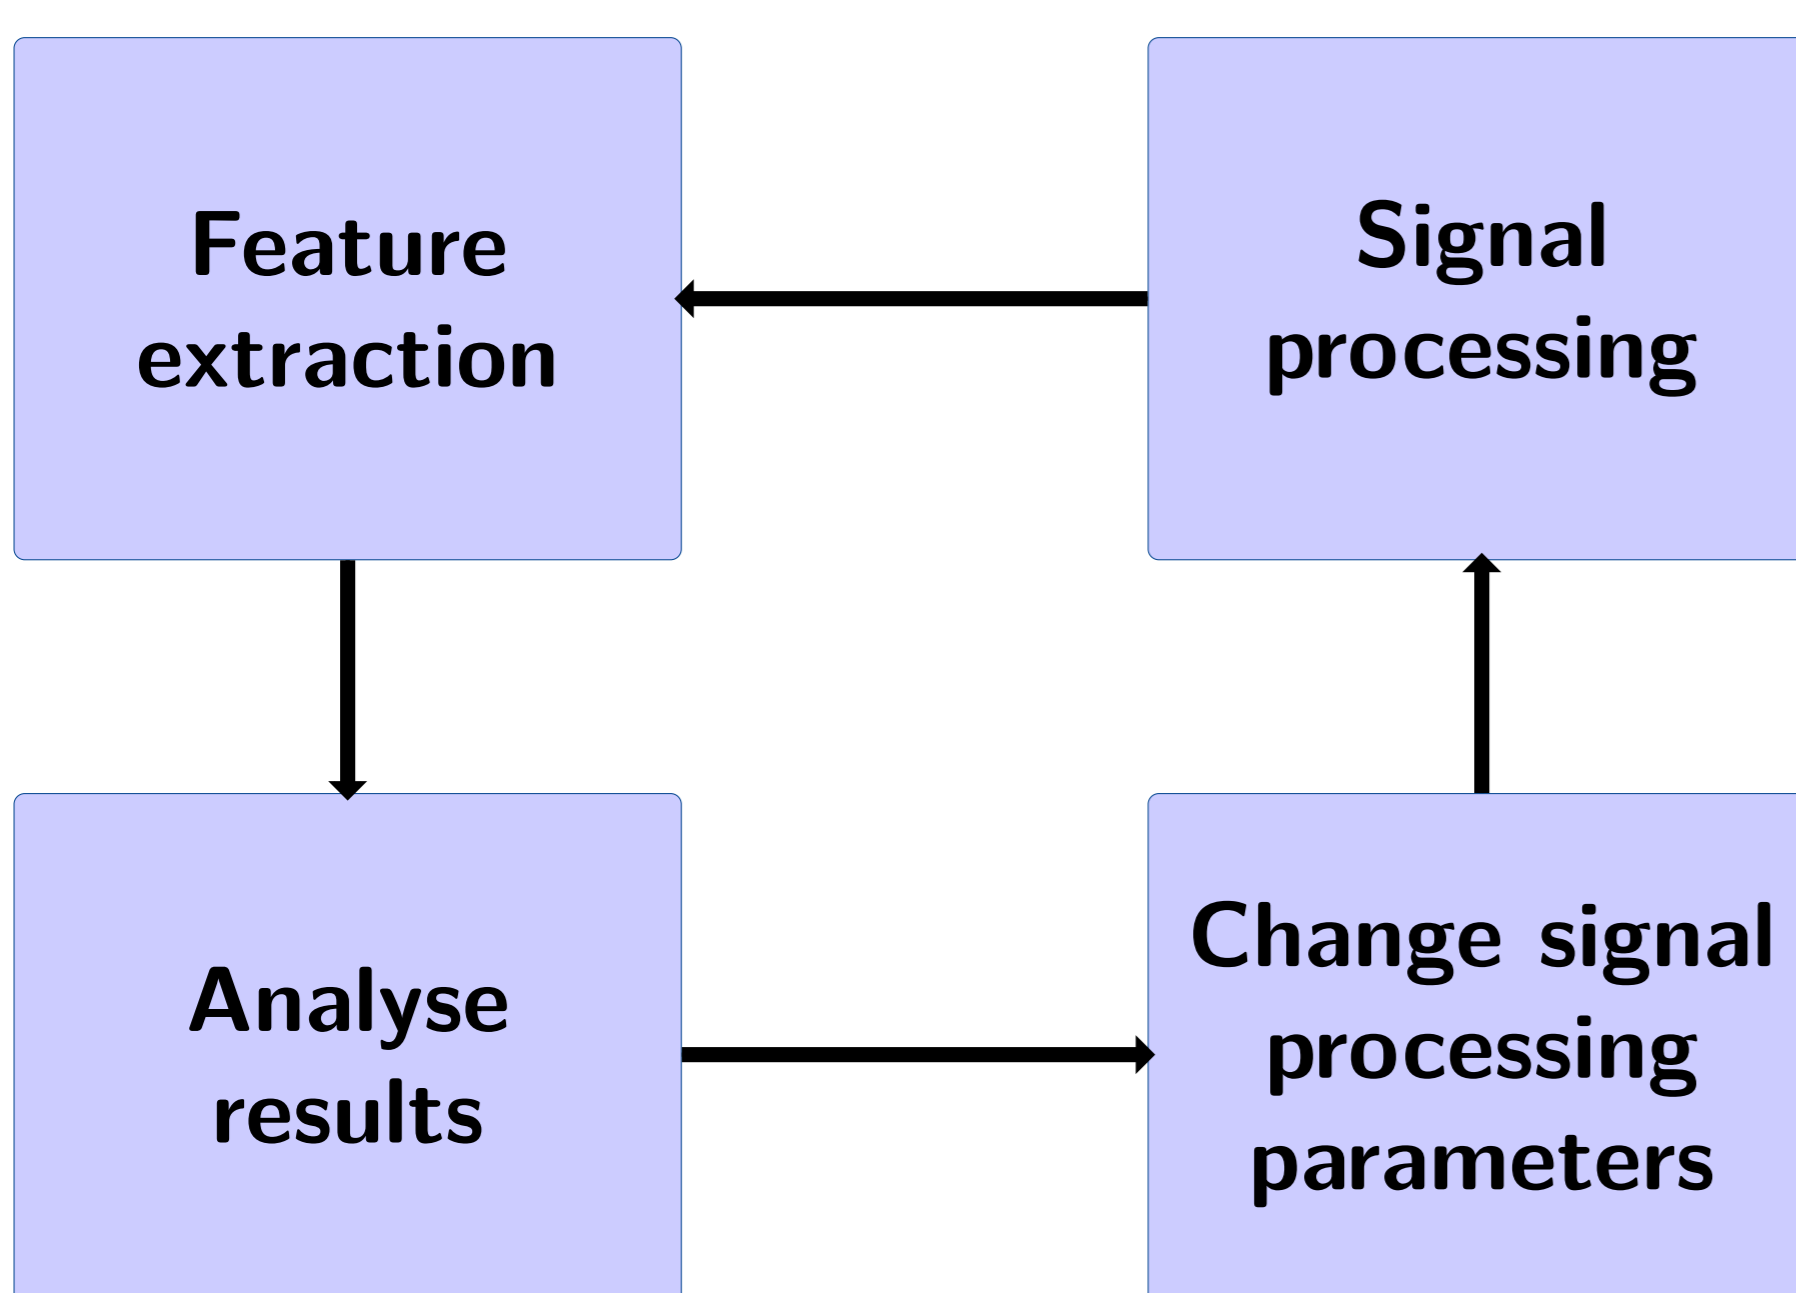 Feature
extraction
Signal
processing
Analyse
results
Change signal
processing
parameters